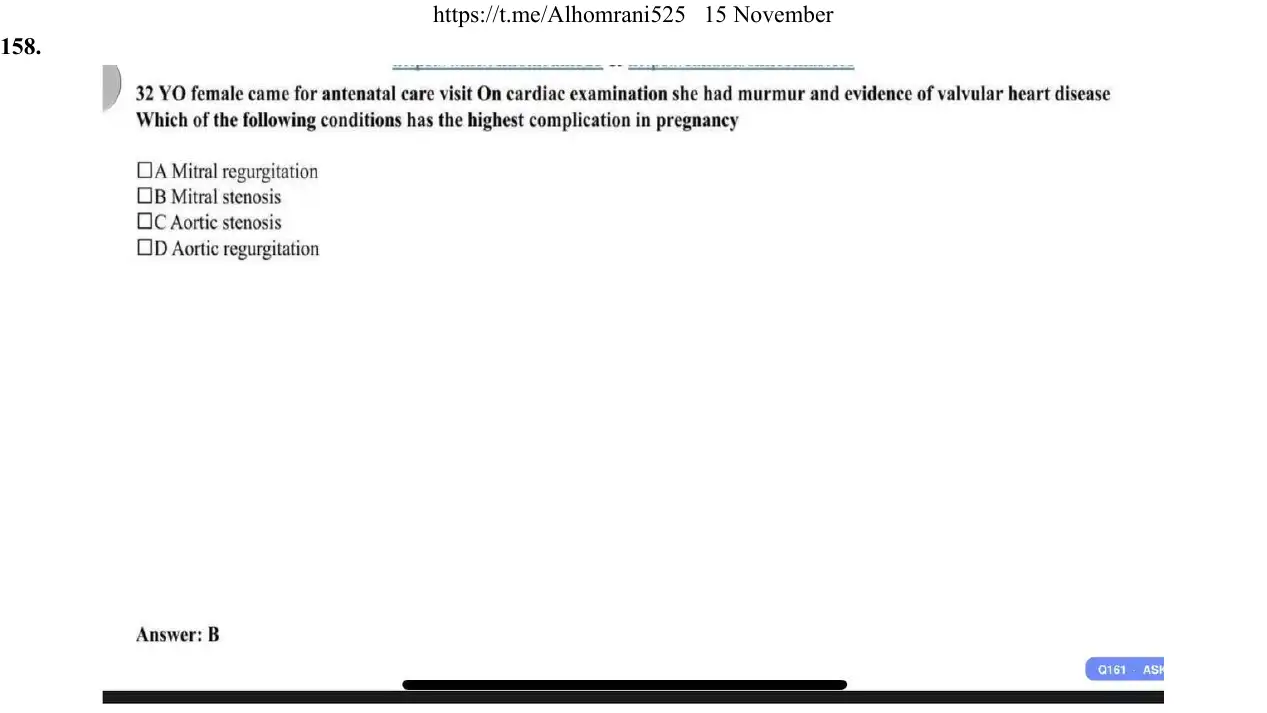 https://t.me/Alhomrani525 15 November
158.
32 YO female came for antenatal care visit On cardiac examination she had murmur and evidence of valvular heart disease
Which of the following conditions has the highest complication in pregnancy
☐A Mitral regurgitation
☐B Mitral stenosis
☐C Aortic stenosis
☐D Aortic regurgitation
Answer: B
Q161